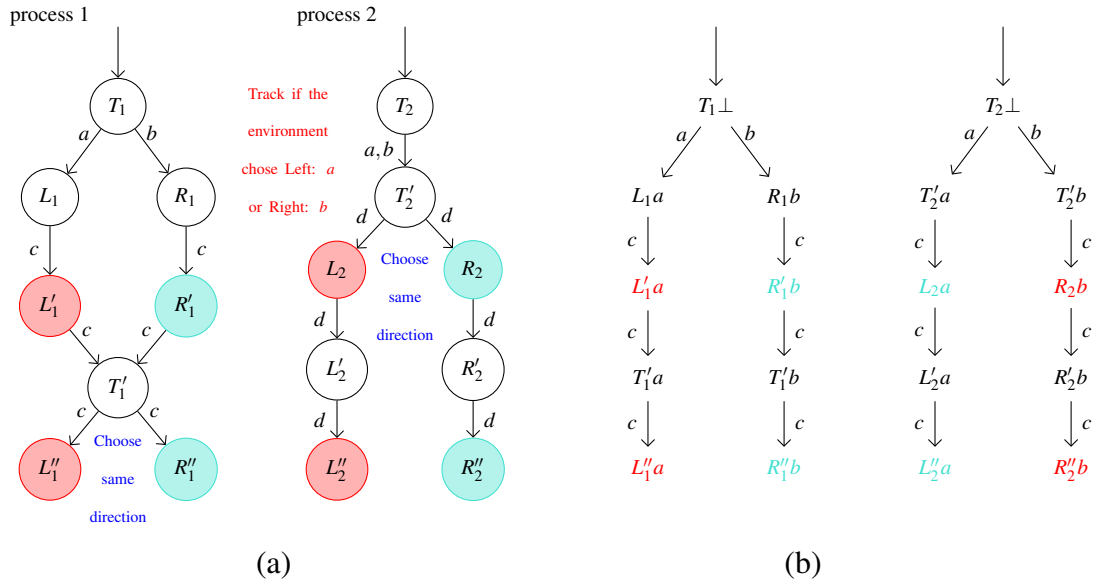 process 1
process 2
T₁
a
b
L₁
R₁
c
c
L′₁
R′₁
c
c
T′₁
c
c
Choose
same
direction
L″₁
R″₁
Track if the
environment
chose Left: a
or Right: b
T₂
a,b
T′₂
d
d
L₂
Choose
same
direction
R₂
d
d
L′₂
R′₂
d
d
L″₂
R″₂
(a)
T₁⊥
a
b
L₁a
R₁b
c
c
L′₁a
R′₁b
c
c
T′₁a
T′₁b
c
c
L″₁a
R″₁b
T₂⊥
a
b
T′₂a
T′₂b
c
c
L₂a
R₂b
c
c
L′₂a
R′₂b
c
c
L″₂a
R″₂b
(b)